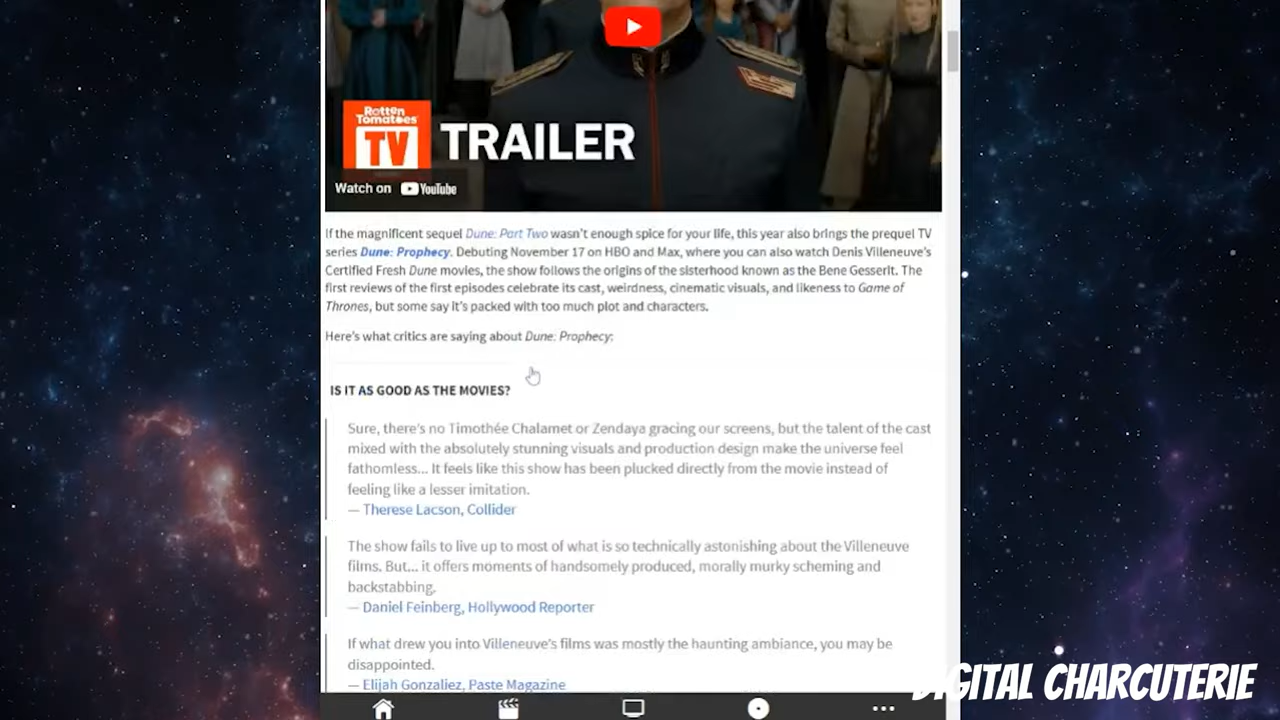 Rotten
Tomatoes
TV
TRAILER
Watch on YouTube
If the magnificent sequel Dune: Part Two wasn't enough spice for your life, this year also brings the prequel TV
series Dune: Prophecy. Debuting November 17 on HBO and Max, where you can also watch Denis Villeneuve's
Certified Fresh Dune movies, the show follows the origins of the sisterhood known as the Bene Gesserit. The
first reviews of the first episodes celebrate its cast, weirdness, cinematic visuals, and likeness to Game of
Thrones, but some say it's packed with too much plot and characters.
Here's what critics are saying about Dune: Prophecy:
IS IT AS GOOD AS THE MOVIES?
Sure, there's no Timothée Chalamet or Zendaya gracing our screens, but the talent of the cast
mixed with the absolutely stunning visuals and production design make the universe feel
fathomless... It feels like this show has been plucked directly from the movie instead of
feeling like a lesser imitation.
— Therese Lacson, Collider
The show fails to live up to most of what is so technically astonishing about the Villeneuve
films. But... it offers moments of handsomely produced, morally murky scheming and
backstabbing.
— Daniel Feinberg, Hollywood Reporter
If what drew you into Villeneuve's films was mostly the haunting ambiance, you may be
disappointed.
— Elijah Gonzalez, Paste Magazine
DIGITAL CHARCUTERIE